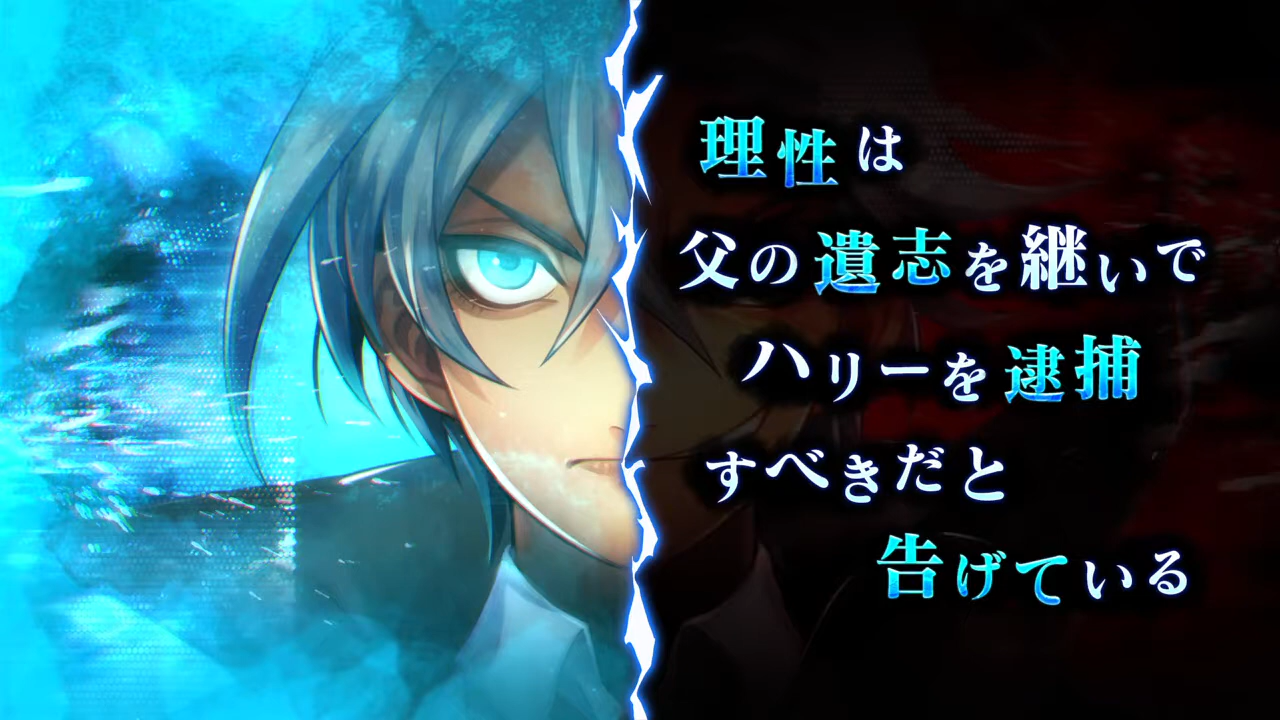 理性は
父の遺志を継いで
ハリーを逮捕
すべきだと
告げている